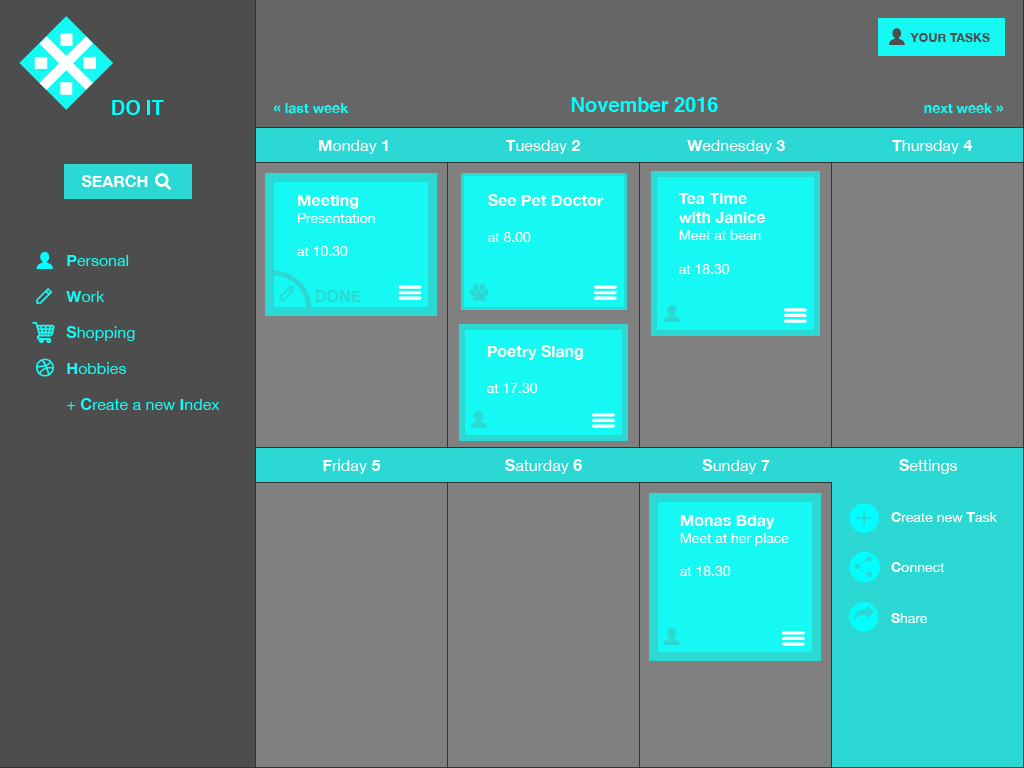 DO IT
YOUR TASKS
« last week
November 2016
next week »
SEARCH
Personal
Work
Shopping
Hobbies
+ Create a new Index
Monday 1
Tuesday 2
Wednesday 3
Thursday 4
Meeting
Presentation
at 10.30
DONE
See Pet Doctor
at 8.00
Poetry Slang
at 17.30
Tea Time
with Janice
Meet at bean
at 18.30
Friday 5
Saturday 6
Sunday 7
Settings
Monas Bday
Meet at her place
at 18.30
Create new Task
Connect
Share